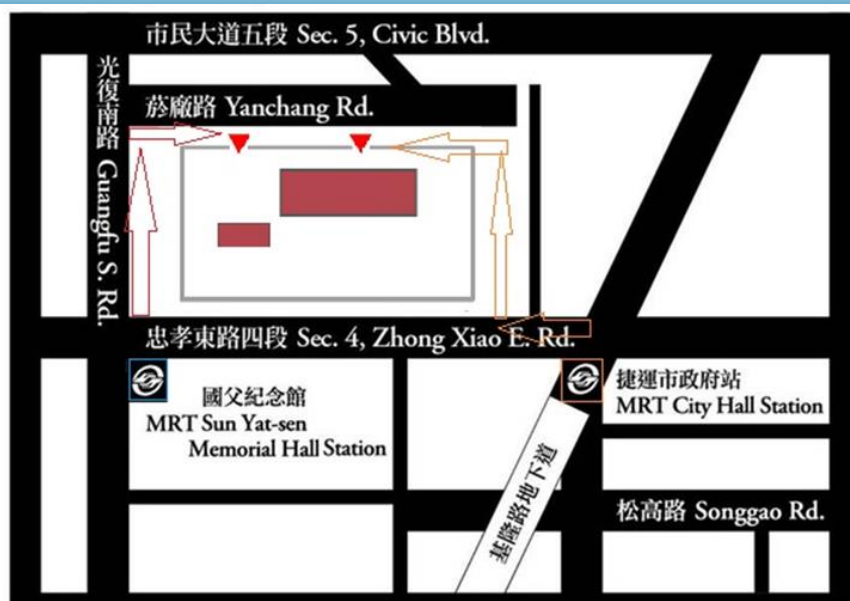 市民大道五段 Sec. 5, Civic Blvd.
光復南路 Guangfu S. Rd.
菸廠路 Yanchang Rd.
忠孝東路四段 Sec. 4, Zhong Xiao E. Rd.
國父紀念館
MRT Sun Yat-sen
Memorial Hall Station
捷運市政府站
MRT City Hall Station
基隆路地下道
松高路 Songgao Rd.